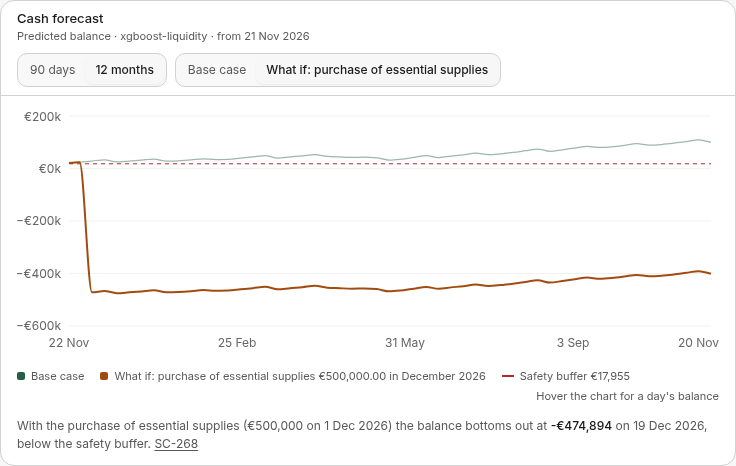 Cash forecast
Predicted balance · xgboost-liquidity · from 21 Nov 2026
90 days 12 months Base case What if: purchase of essential supplies
€200k
€0k
−€200k
−€400k
−€600k
22 Nov 25 Feb 31 May 3 Sep 20 Nov
Base case What if: purchase of essential supplies €500,000.00 in December 2026 Safety buffer €17,955
Hover the chart for a day's balance
With the purchase of essential supplies (€500,000 on 1 Dec 2026) the balance bottoms out at -€474,894 on 19 Dec 2026,
below the safety buffer. SC-268